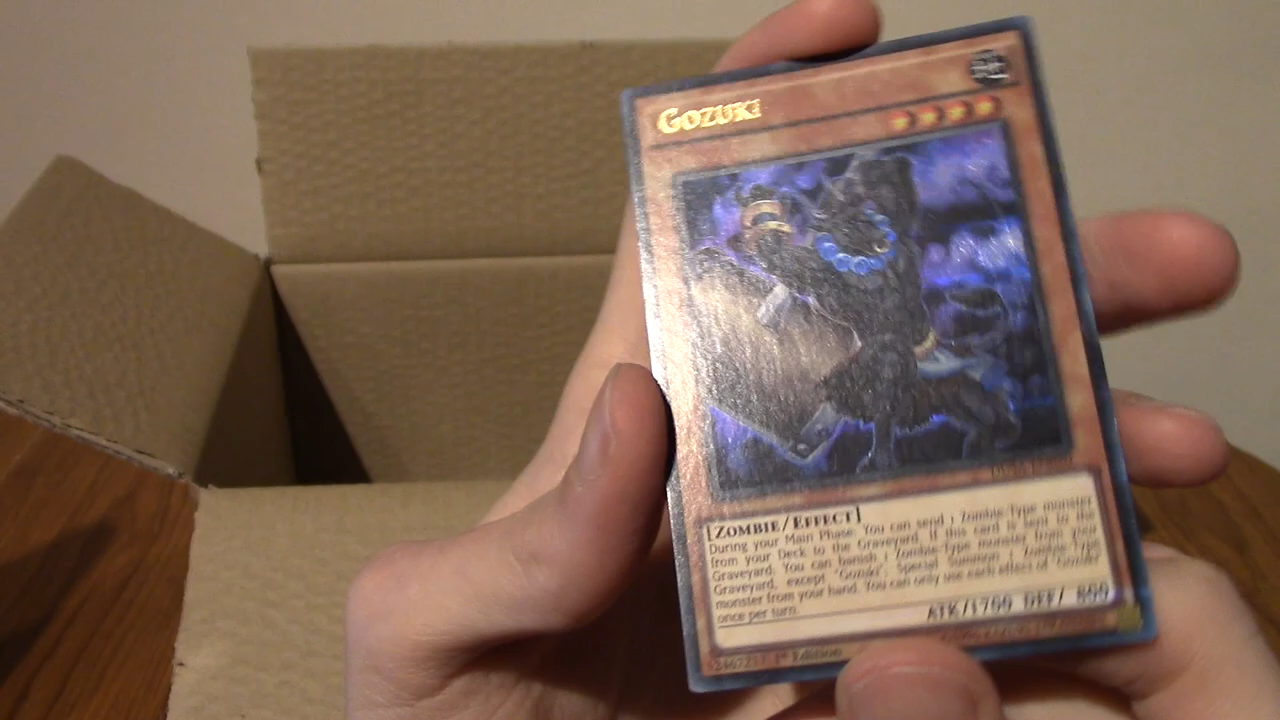 GOZUKI
[ZOMBIE/EFFECT]
During your Main Phase: You can send 1 Zombie-Type monster
from your Deck to the Graveyard. If this card is sent to the
Graveyard: You can banish 1 Zombie-Type monster from your
Graveyard, except "Gozuki"; Special Summon 1 Zombie-Type
monster from your hand. You can only use each effect of "Gozuki"
once per turn.
ATK/1700 DEF/ 800
1st Edition